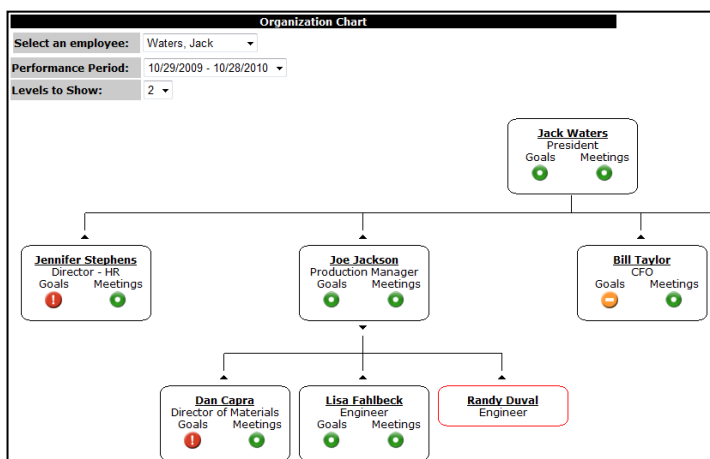 Organization Chart
Select an employee: Waters, Jack
Performance Period: 10/29/2009 - 10/28/2010
Levels to Show: 2
Jack Waters
President
Goals Meetings
Jennifer Stephens
Director - HR
Goals Meetings
Joe Jackson
Production Manager
Goals Meetings
Bill Taylor
CFO
Goals Meetings
Dan Capra
Director of Materials
Goals Meetings
Lisa Fahlbeck
Engineer
Goals Meetings
Randy Duval
Engineer